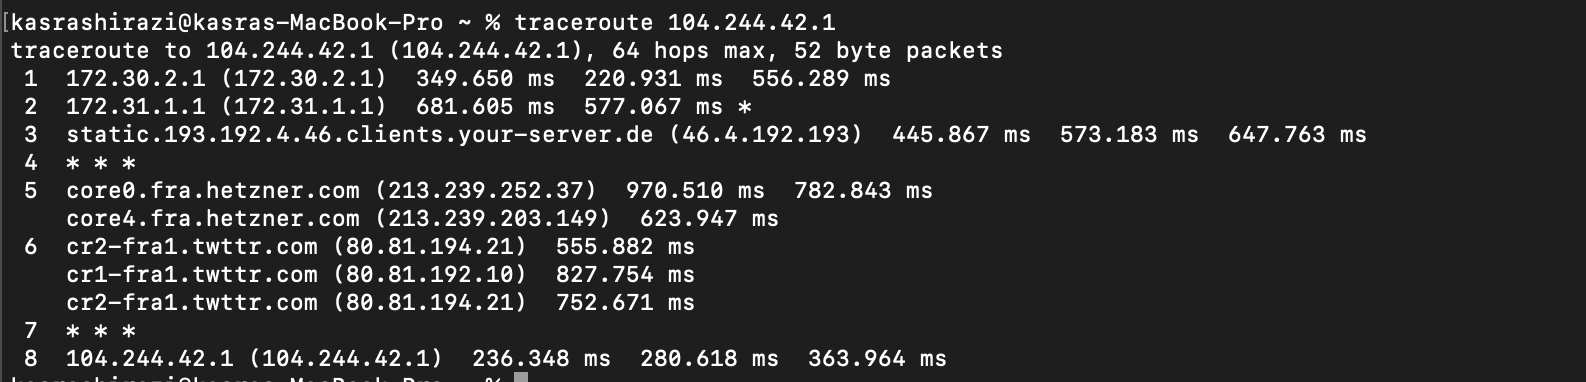 [kasrashirazi@kasras-MacBook-Pro ~ % traceroute 104.244.42.1
traceroute to 104.244.42.1 (104.244.42.1), 64 hops max, 52 byte packets
 1  172.30.2.1 (172.30.2.1)  349.650 ms  220.931 ms  556.289 ms
 2  172.31.1.1 (172.31.1.1)  681.605 ms  577.067 ms *
 3  static.193.192.4.46.clients.your-server.de (46.4.192.193)  445.867 ms  573.183 ms  647.763 ms
 4  * * *
 5  core0.fra.hetzner.com (213.239.252.37)  970.510 ms  782.843 ms
    core4.fra.hetzner.com (213.239.203.149)  623.947 ms
 6  cr2-fra1.twttr.com (80.81.194.21)  555.882 ms
    cr1-fra1.twttr.com (80.81.192.10)  827.754 ms
    cr2-fra1.twttr.com (80.81.194.21)  752.671 ms
 7  * * *
 8  104.244.42.1 (104.244.42.1)  236.348 ms  280.618 ms  363.964 ms
kasrashirazi@kasras-MacBook-Pro ~ %